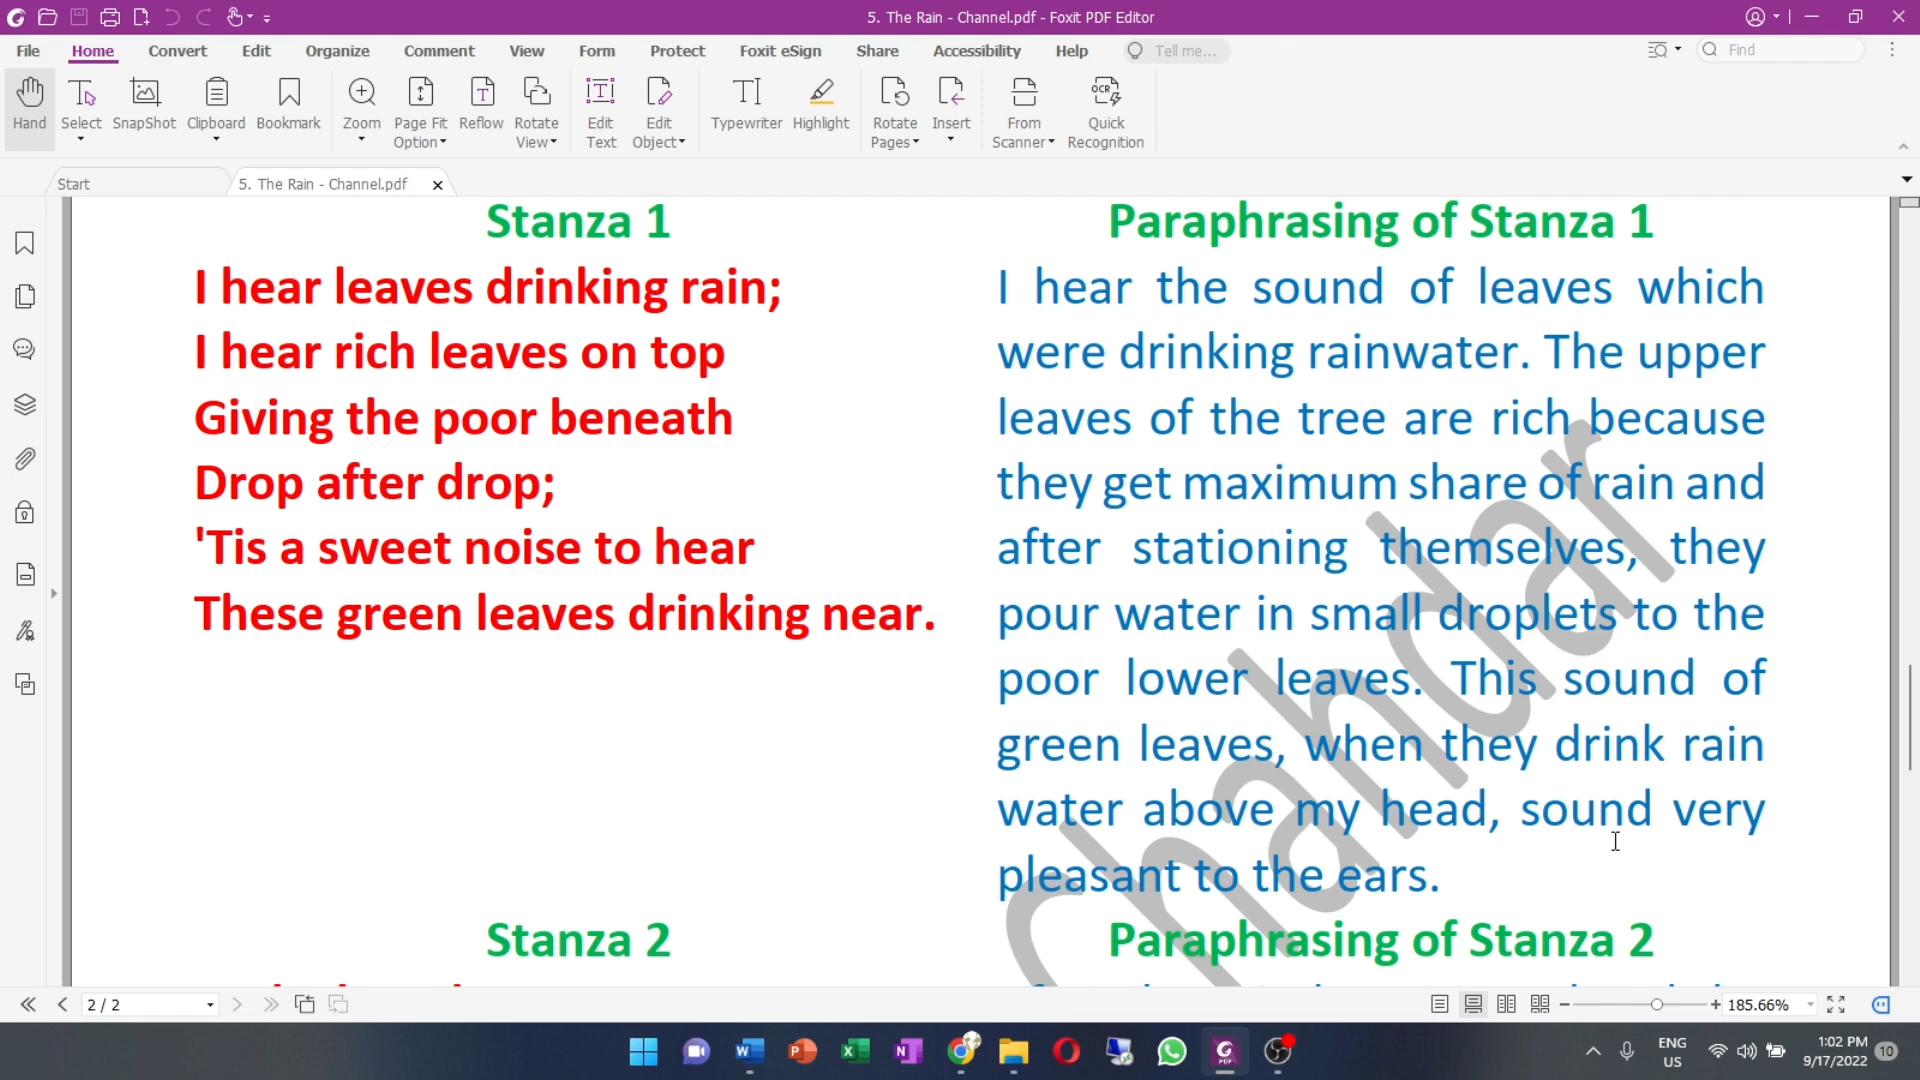 5. The Rain - Channel.pdf - Foxit PDF Editor
File Home Convert Edit Organize Comment View Form Protect Foxit eSign Share Accessibility Help Tell me... Find
Hand Select SnapShot Clipboard Bookmark Zoom Page Fit Option Reflow Rotate View Edit Text Edit Object Typewriter Highlight Rotate Pages Insert From Scanner Quick Recognition
OCR
Start 5. The Rain - Channel.pdf
Stanza 1
I hear leaves drinking rain;
I hear rich leaves on top
Giving the poor beneath
Drop after drop;
'Tis a sweet noise to hear
These green leaves drinking near.
Paraphrasing of Stanza 1
I hear the sound of leaves which
were drinking rainwater. The upper
leaves of the tree are rich because
they get maximum share of rain and
after stationing themselves, they
pour water in small droplets to the
poor lower leaves. This sound of
green leaves, when they drink rain
water above my head, sound very
pleasant to the ears.
Chahdar
Stanza 2
Paraphrasing of Stanza 2
2 / 2
185.66%
ENG
US
1:02 PM
9/17/2022
10